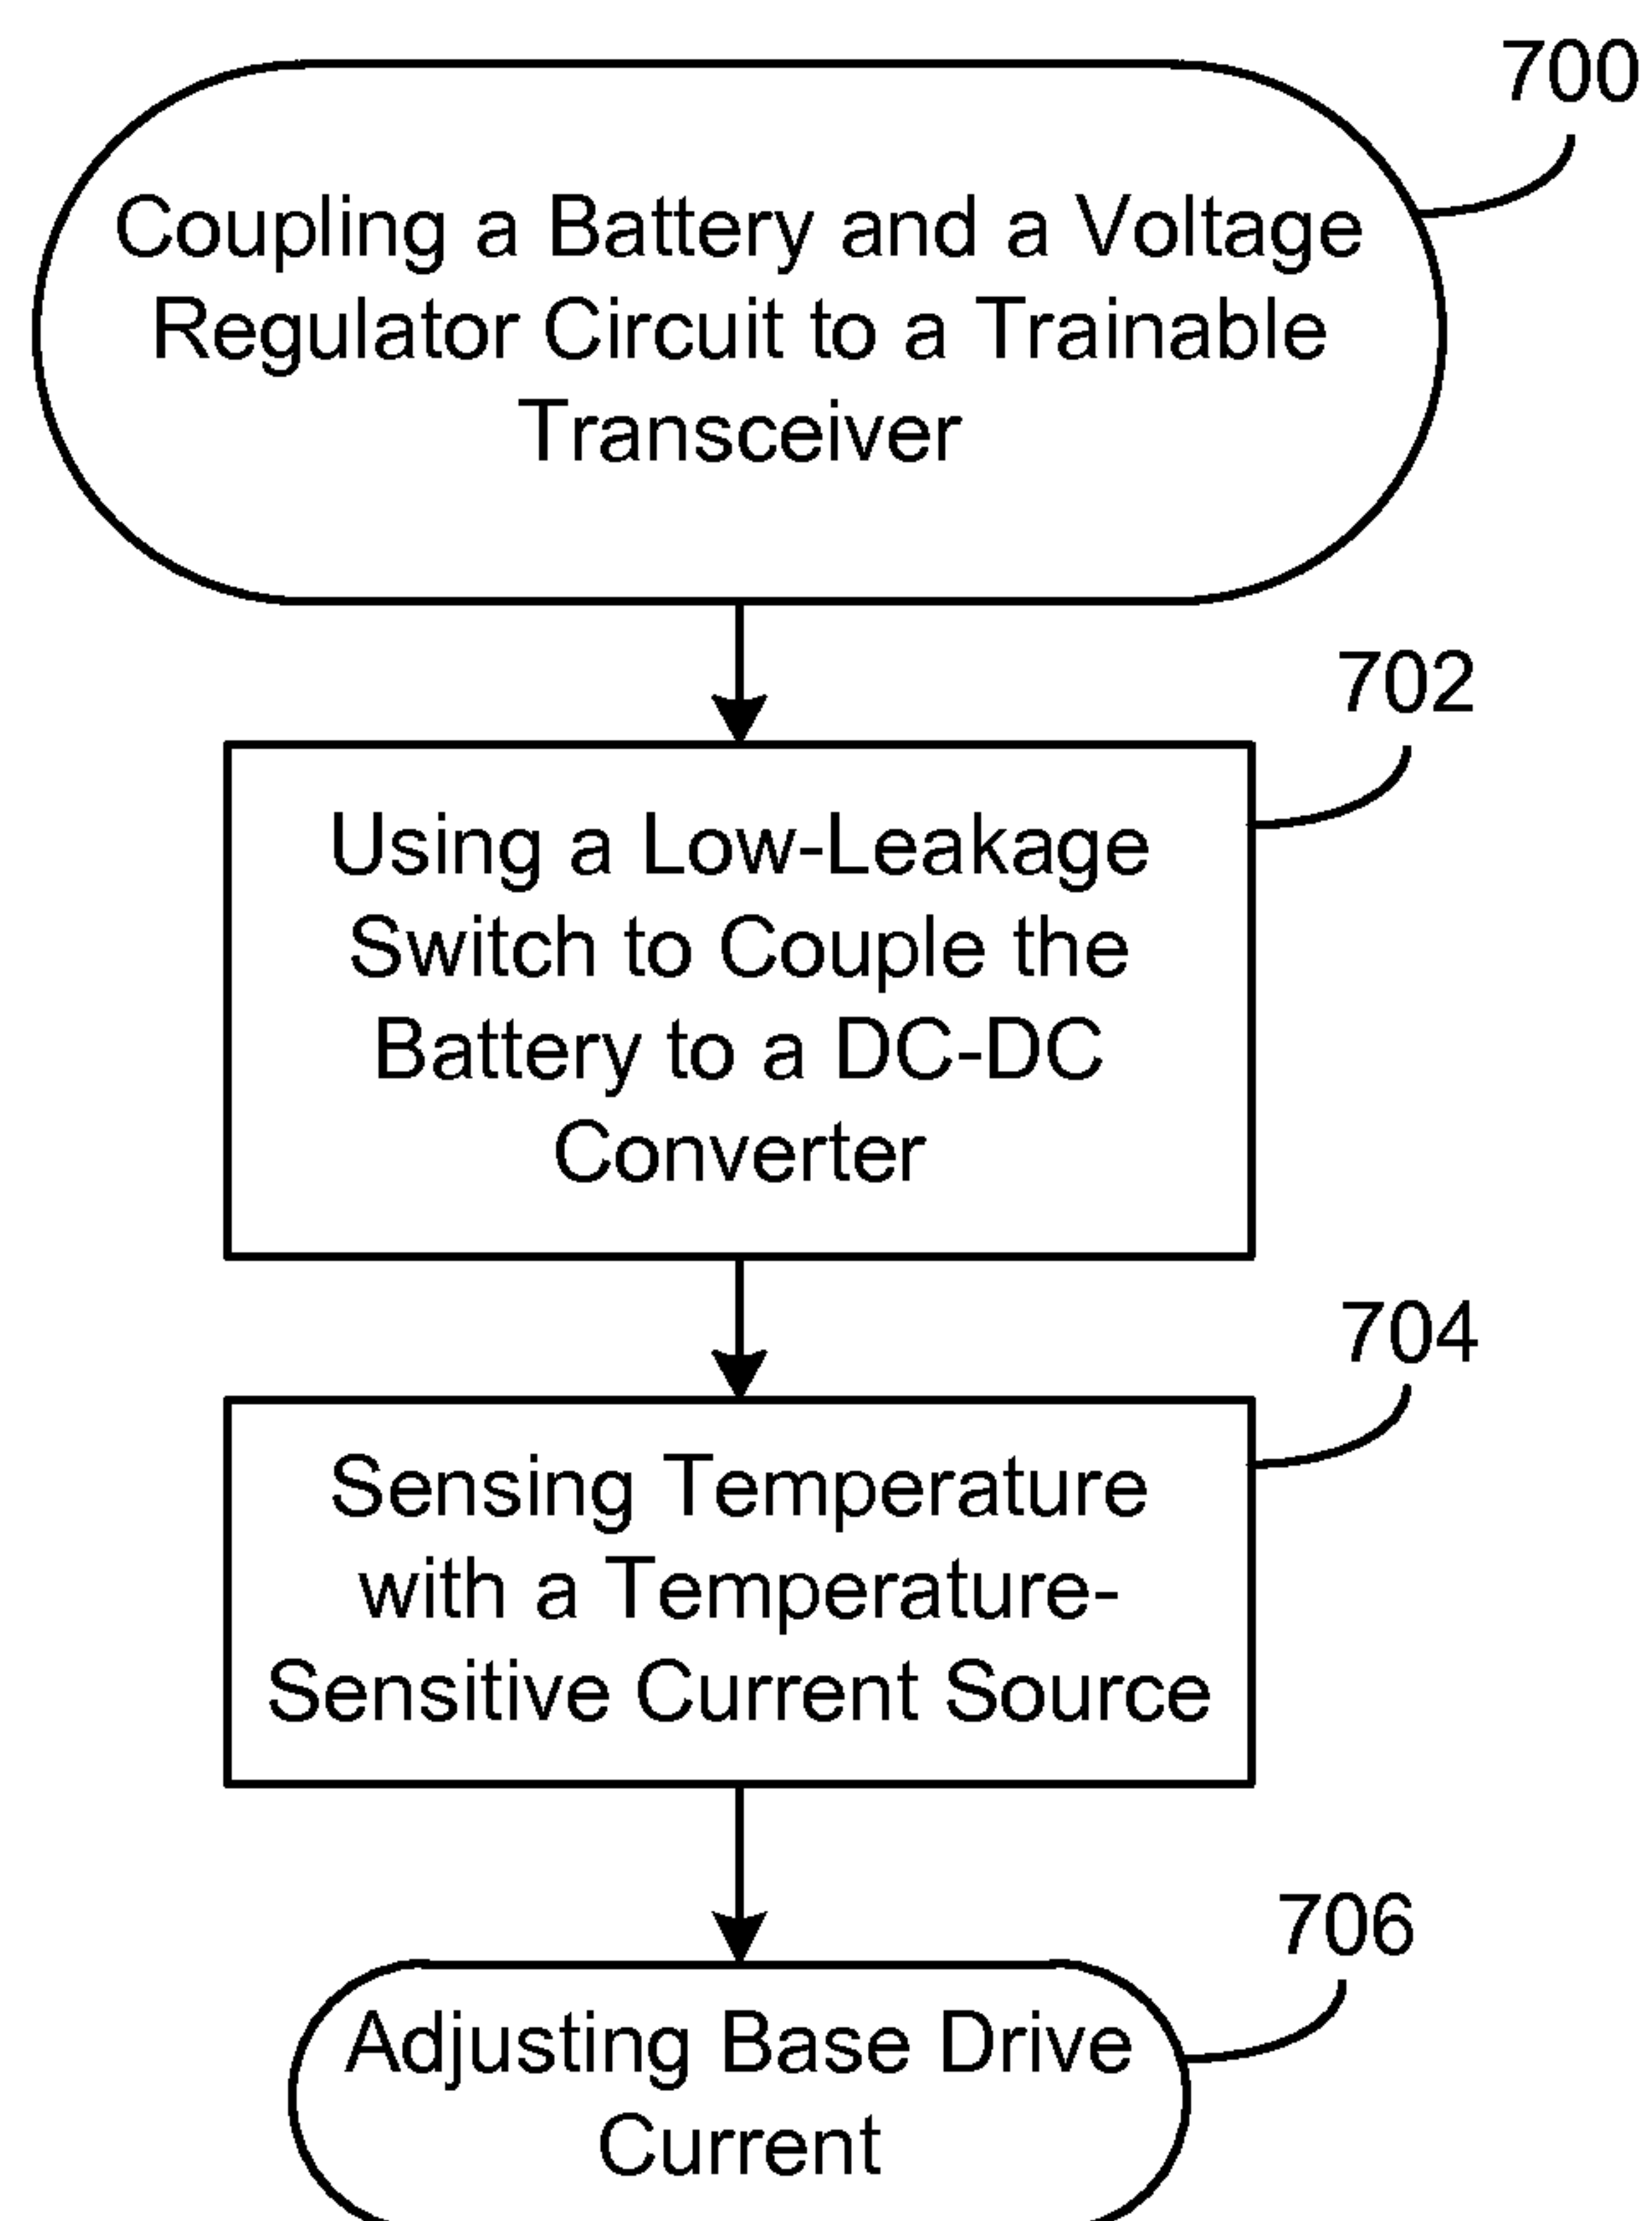 700
Coupling a Battery and a Voltage
Regulator Circuit to a Trainable
Transceiver
702
Using a Low-Leakage
Switch to Couple the
Battery to a DC-DC
Converter
704
Sensing Temperature
with a Temperature-
Sensitive Current Source
706
Adjusting Base Drive
Current